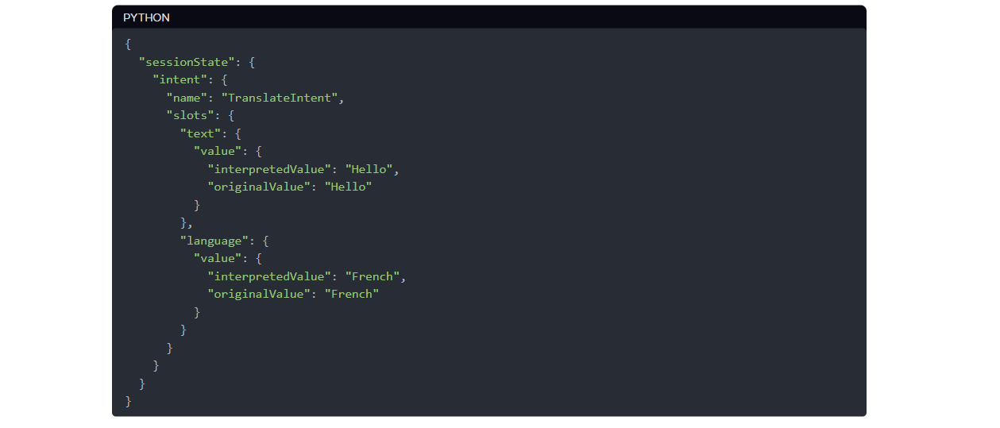 PYTHON
{
  "sessionState": {
    "intent": {
      "name": "TranslateIntent",
      "slots": {
        "text": {
          "value": {
            "interpretedValue": "Hello",
            "originalValue": "Hello"
          }
        },
        "language": {
          "value": {
            "interpretedValue": "French",
            "originalValue": "French"
          }
        }
      }
    }
  }
}